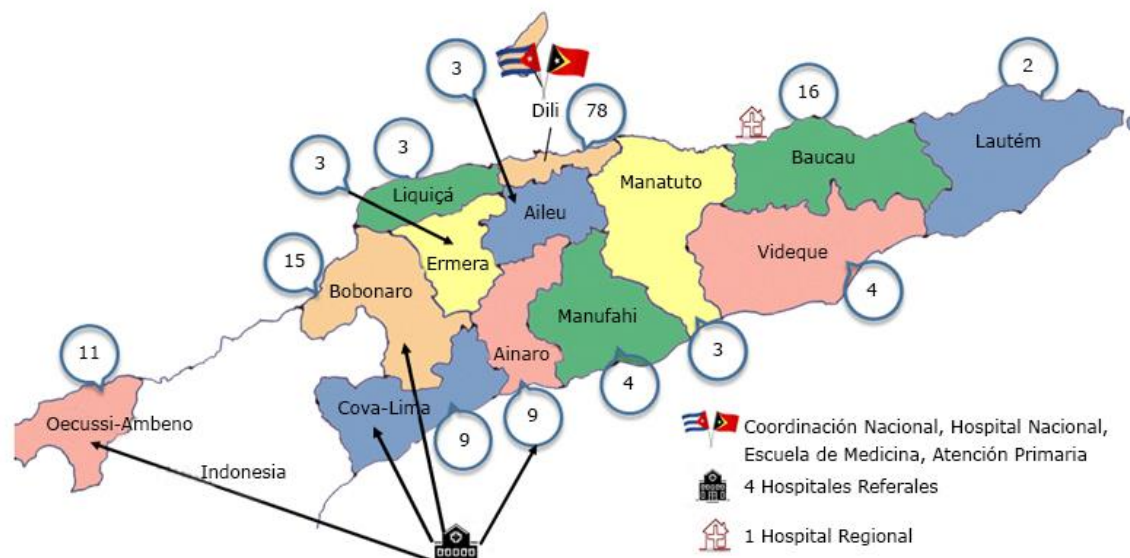 2
3
16
Dili
78
3
Lautém
3
Baucau
Manatuto
Liquiçá
Aileu
Videque
Ermera
15
Bobonaro
4
Manufahi
11
Ainaro
3
4
Cova-Lima
9
9
Oecussi-Ambeno
Coordinación Nacional, Hospital Nacional,
Escuela de Medicina, Atención Primaria
Indonesia
4 Hospitales Referales
1 Hospital Regional